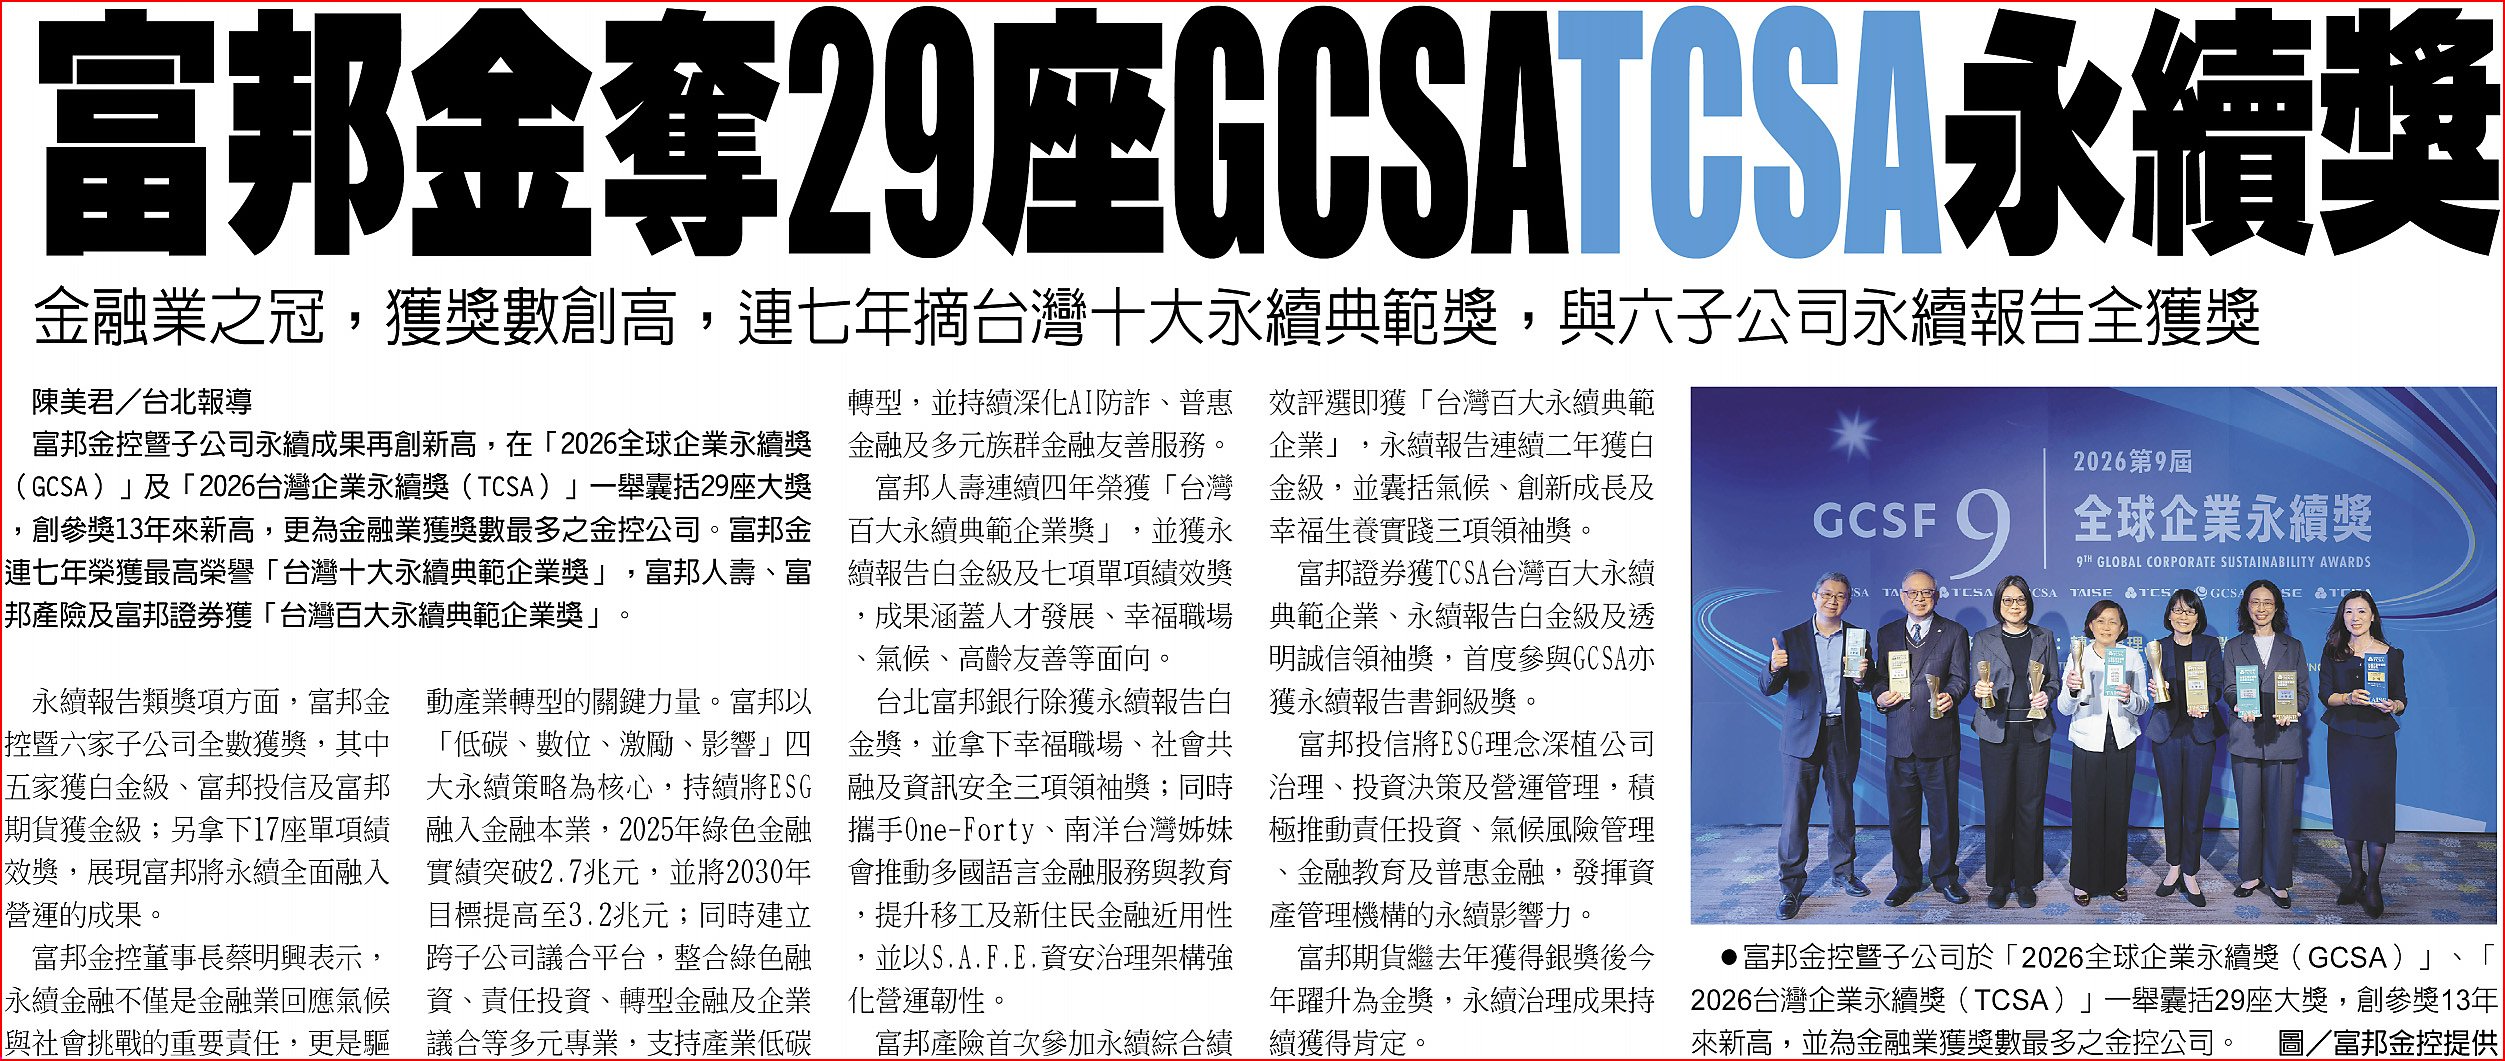 富邦金奪29座GCSATCSA永續獎
金融業之冠，獲獎數創高，連七年摘台灣十大永續典範獎，與六子公司永續報告全獲獎
陳美君／台北報導
富邦金控暨子公司永續成果再創新高，在「2026全球企業永續獎
（GCSA）」及「2026台灣企業永續獎（TCSA）」一舉囊括29座大獎
，創參獎13年來新高，更為金融業獲獎數最多之金控公司。富邦金
連七年榮獲最高榮譽「台灣十大永續典範企業獎」，富邦人壽、富
邦產險及富邦證券獲「台灣百大永續典範企業獎」。
永續報告類獎項方面，富邦金
控暨六家子公司全數獲獎，其中
五家獲白金級、富邦投信及富邦
期貨獲金級；另拿下17座單項績
效獎，展現富邦將永續全面融入
營運的成果。
富邦金控董事長蔡明興表示，
永續金融不僅是金融業回應氣候
與社會挑戰的重要責任，更是驅
動產業轉型的關鍵力量。富邦以
「低碳、數位、激勵、影響」四
大永續策略為核心，持續將ESG
融入金融本業，2025年綠色金融
實績突破2.7兆元，並將2030年
目標提高至3.2兆元；同時建立
跨子公司議合平台，整合綠色融
資、責任投資、轉型金融及企業
議合等多元專業，支持產業低碳
轉型，並持續深化AI防詐、普惠
金融及多元族群金融友善服務。
富邦人壽連續四年榮獲「台灣
百大永續典範企業獎」，並獲永
續報告白金級及七項單項績效獎
，成果涵蓋人才發展、幸福職場
、氣候、高齡友善等面向。
台北富邦銀行除獲永續報告白
金獎，並拿下幸福職場、社會共
融及資訊安全三項領袖獎；同時
攜手One-Forty、南洋台灣姊妹
會推動多國語言金融服務與教育
，提升移工及新住民金融近用性
，並以S.A.F.E.資安治理架構強
化營運韌性。
富邦產險首次參加永續綜合績
效評選即獲「台灣百大永續典範
企業」，永續報告連續二年獲白
金級，並囊括氣候、創新成長及
幸福生養實踐三項領袖獎。
富邦證券獲TCSA台灣百大永續
典範企業、永續報告白金級及透
明誠信領袖獎，首度參與GCSA亦
獲永續報告書銅級獎。
富邦投信將ESG理念深植公司
治理、投資決策及營運管理，積
極推動責任投資、氣候風險管理
、金融教育及普惠金融，發揮資
產管理機構的永續影響力。
富邦期貨繼去年獲得銀獎後今
年躍升為金獎，永續治理成果持
續獲得肯定。
2026第9屆
GCSF 9 全球企業永續獎
9TH GLOBAL CORPORATE SUSTAINABILITY AWARDS
TCSA TAISE TCSA GCSA
●富邦金控暨子公司於「2026全球企業永續獎（GCSA）」、「
2026台灣企業永續獎（TCSA）」一舉囊括29座大獎，創參獎13年
來新高，並為金融業獲獎數最多之金控公司。 圖／富邦金控提供